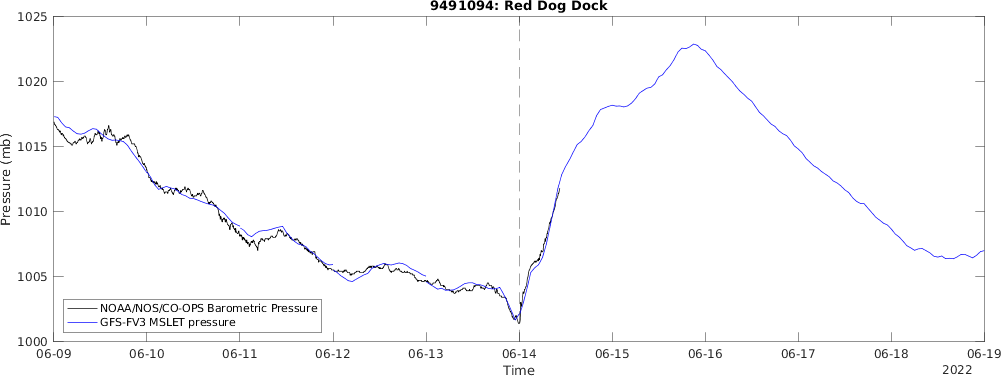 9491094: Red Dog Dock
Pressure (mb)
1025
1020
1015
1010
1005
1000
NOAA/NOS/CO-OPS Barometric Pressure
GFS-FV3 MSLET pressure
06-09 06-10 06-11 06-12 06-13 06-14 06-15 06-16 06-17 06-18 06-19
Time
2022